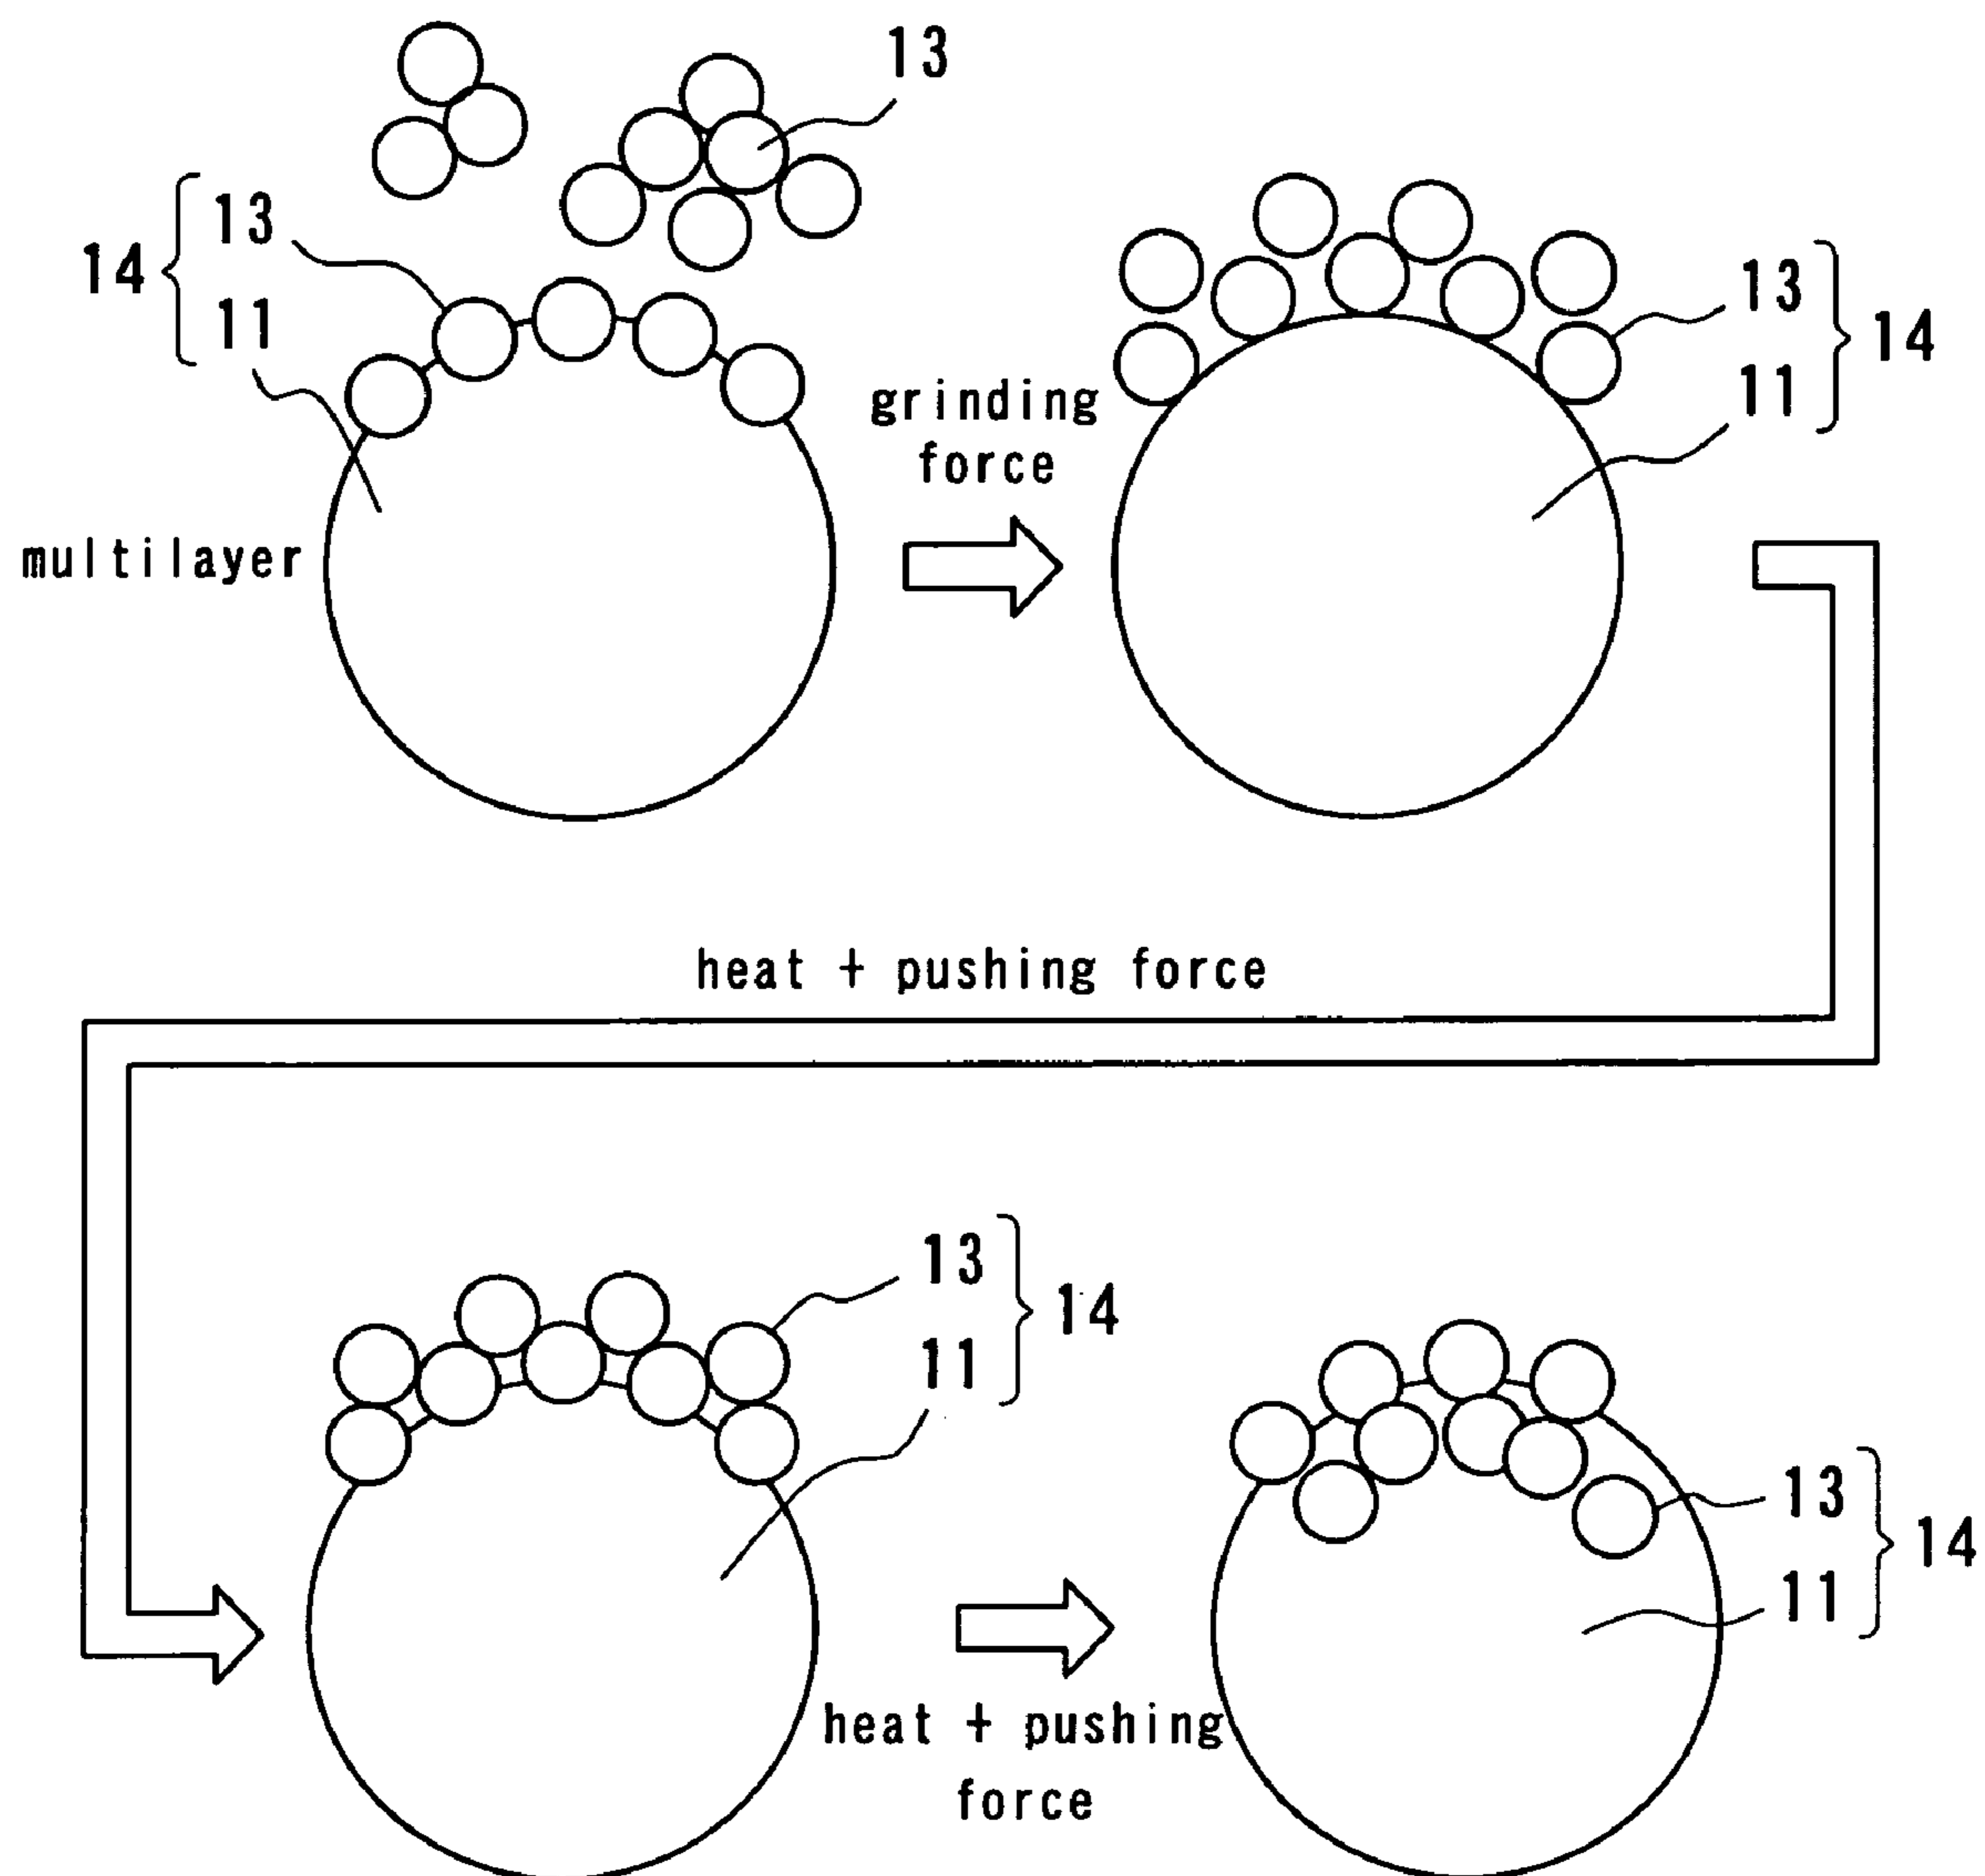 13
13
14
11
13
14
11
grinding
force
multilayer
heat + pushing force
13
14
11
13
14
11
heat + pushing
force